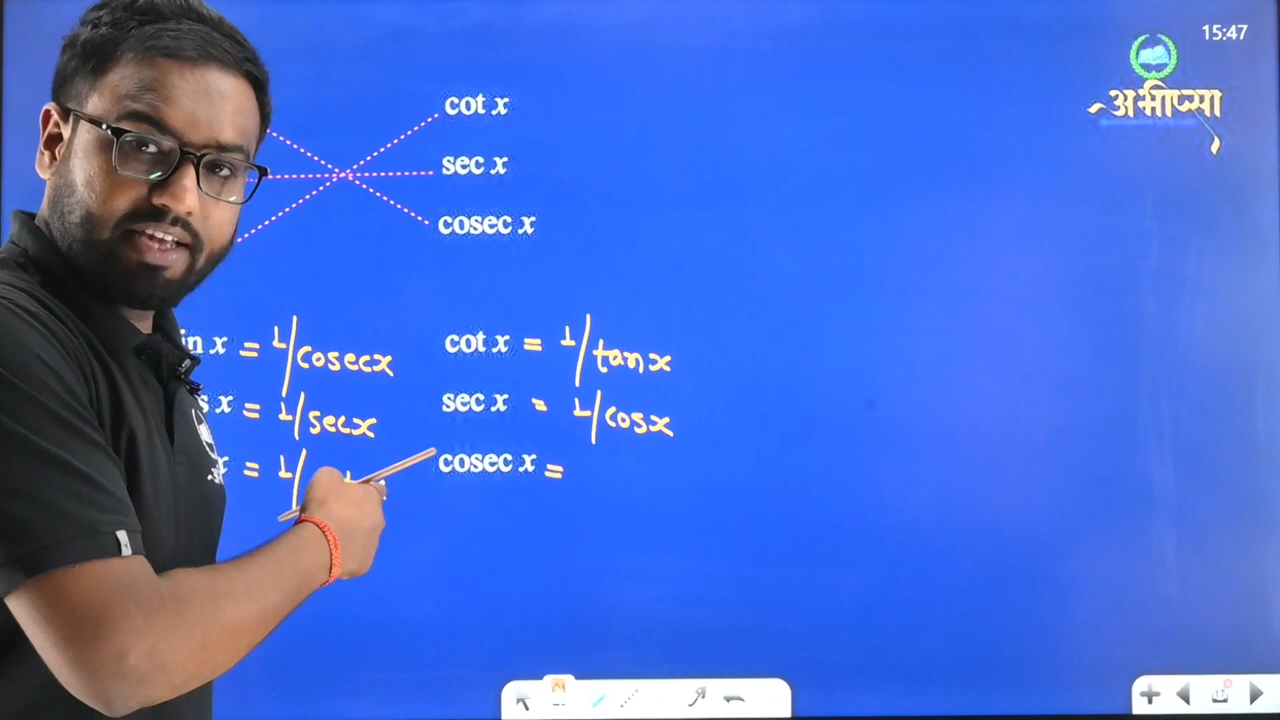 15:47
अभीप्सा
cot x
sec x
cosec x
in x = 1/cosecx
cot x = 1/tanx
s x = 1/secx
sec x = 1/cosx
x = 1/
cosec x =
17